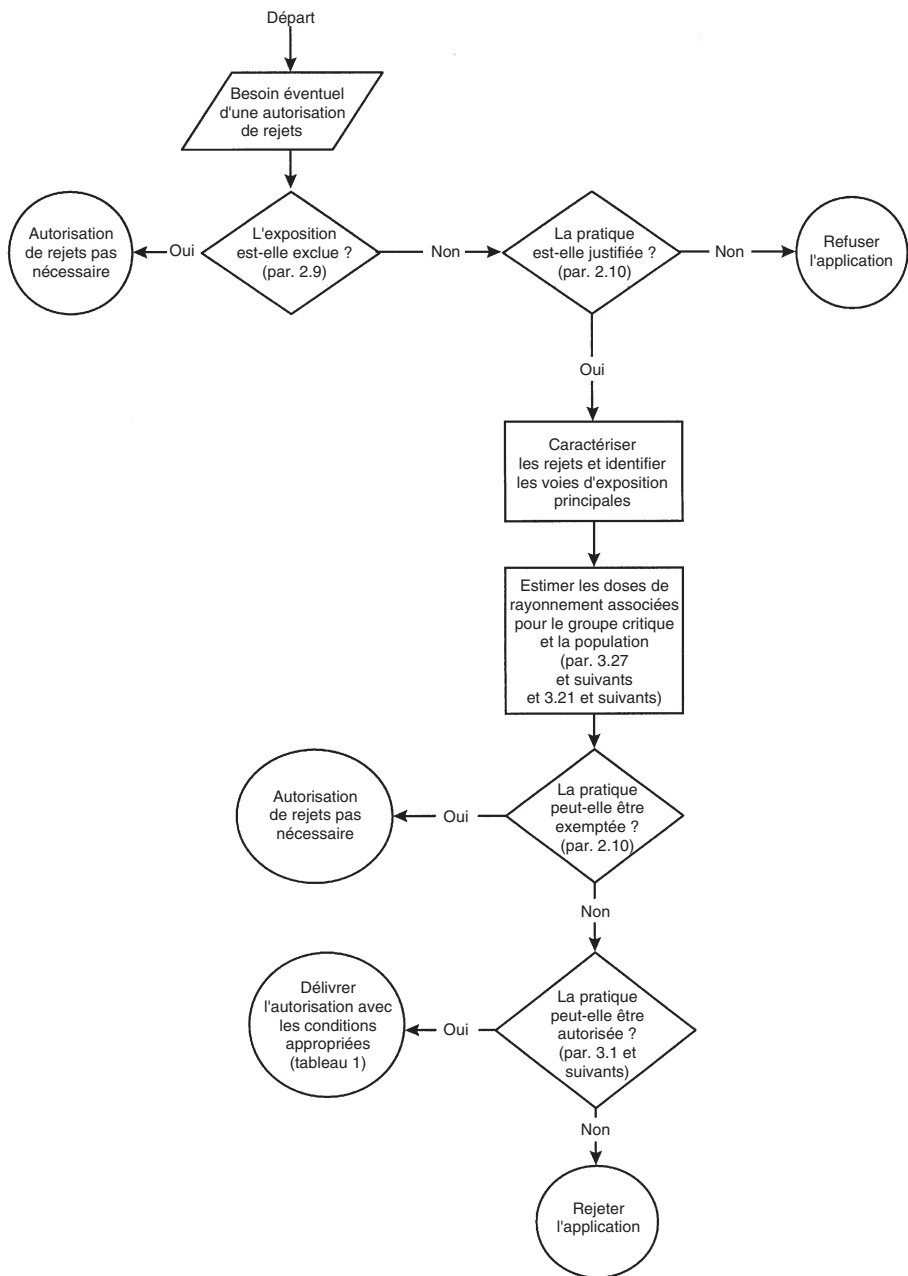 Départ
Besoin éventuel
d'une autorisation
de rejets
Autorisation
de rejets pas
nécessaire
Oui
L'exposition
est-elle exclue ?
(par. 2.9)
Non
La pratique
est-elle justifiée ?
(par. 2.10)
Non
Refuser
l'application
Oui
Caractériser
les rejets et identifier
les voies d'exposition
principales
Estimer les doses de
rayonnement associées
pour le groupe critique
et la population
(par. 3.27
et suivants
et 3.21 et suivants)
Autorisation
de rejets pas
nécessaire
Oui
La pratique
peut-elle être
exemptée ?
(par. 2.10)
Non
Délivrer
l'autorisation avec
les conditions
appropriées
(tableau 1)
Oui
La pratique
peut-elle être
autorisée ?
(par. 3.1 et
suivants)
Non
Rejeter
l'application